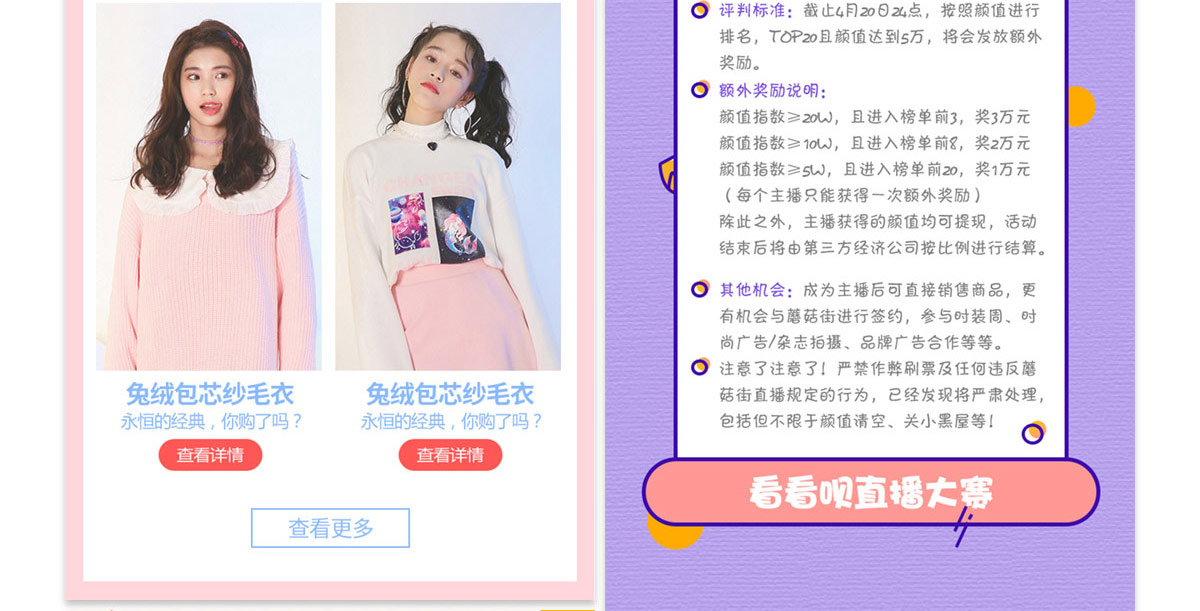 CHANGE
兔绒包芯纱毛衣
永恒的经典，你购了吗？
查看详情
兔绒包芯纱毛衣
永恒的经典，你购了吗？
查看详情
查看更多
评判标准：截止4月20日24点，按照颜值进行
排名，TOP20且颜值达到5万，将会发放额外
奖励。
额外奖励说明：
颜值指数≥20W，且进入榜单前3，奖3万元
颜值指数≥10W，且进入榜单前8，奖2万元
颜值指数≥5W，且进入榜单前20，奖1万元
（每个主播只能获得一次额外奖励）
除此之外，主播获得的颜值均可提现，活动
结束后将由第三方经济公司按比例进行结算。
其他机会：成为主播后可直接销售商品，更
有机会与蘑菇街进行签约，参与时装周、时
尚广告/杂志拍摄、品牌广告合作等等。
注意了注意了！严禁作弊刷票及任何违反蘑
菇街直播规定的行为，已经发现将严肃处理，
包括但不限于颜值清空、关小黑屋等！
看看呗直播大赛